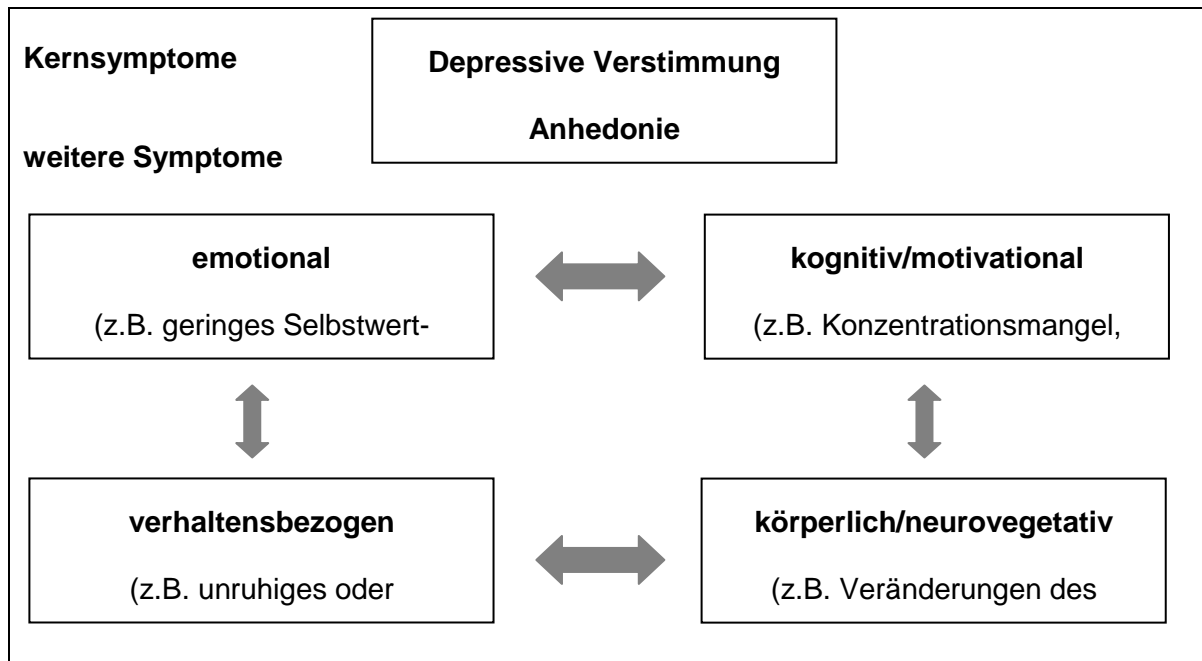 Kernsymptome
Depressive Verstimmung
Anhedonie
weitere Symptome
emotional
(z.B. geringes Selbstwert-
kognitiv/motivational
(z.B. Konzentrationsmangel,
verhaltensbezogen
(z.B. unruhiges oder
körperlich/neurovegetativ
(z.B. Veränderungen des